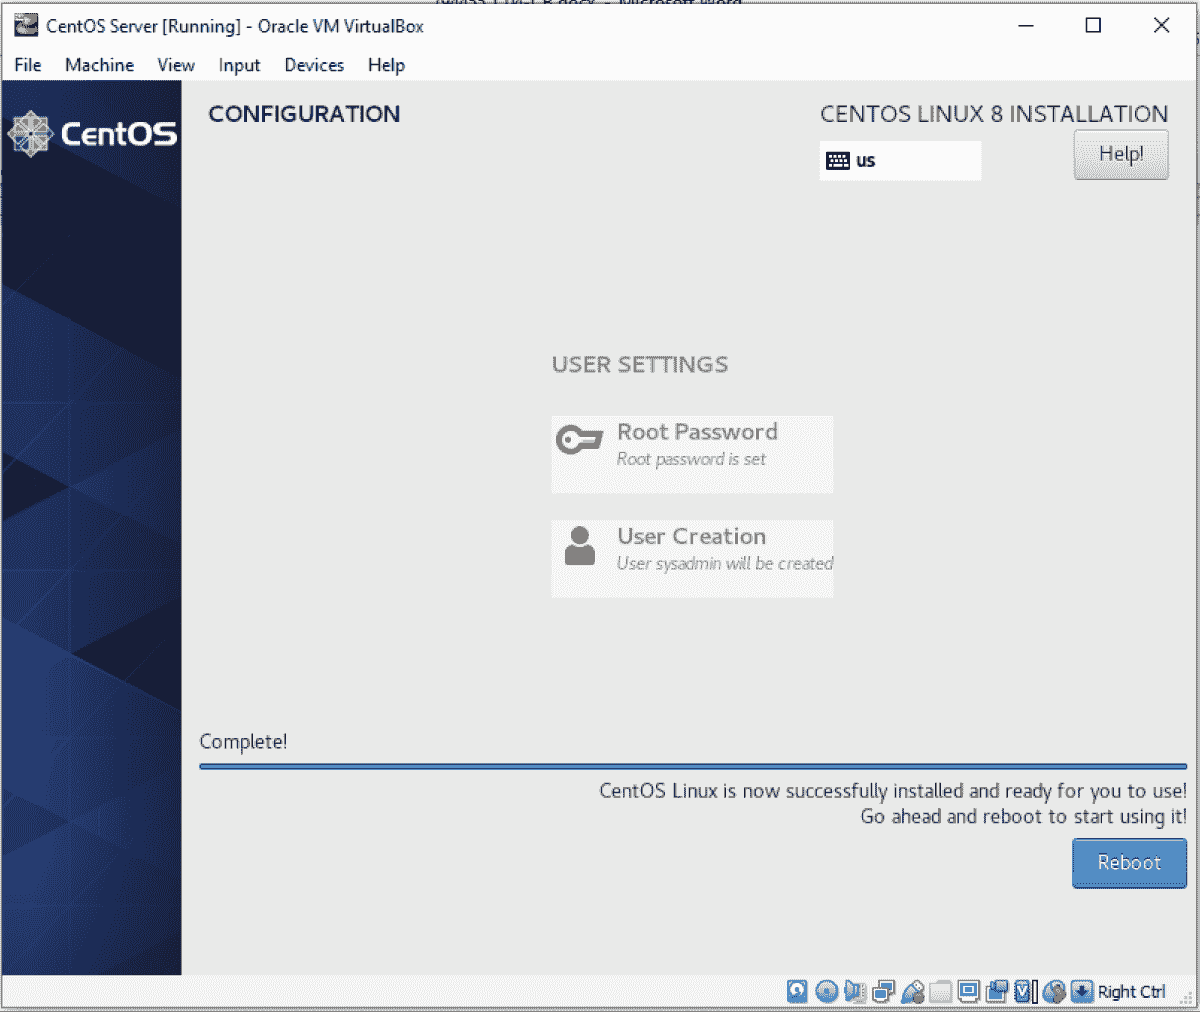 CentOS Server [Running] - Oracle VM VirtualBox
File Machine View Input Devices Help
CentOS
CONFIGURATION
CENTOS LINUX 8 INSTALLATION
us
Help!
USER SETTINGS
Root Password
Root password is set
User Creation
User sysadmin will be created
Complete!
CentOS Linux is now successfully installed and ready for you to use!
Go ahead and reboot to start using it!
Reboot
Right Ctrl